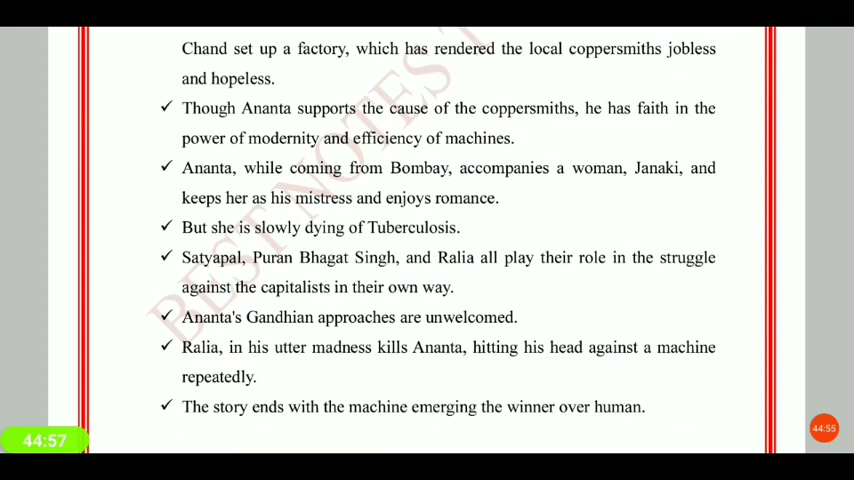 Chand set up a factory, which has rendered the local coppersmiths jobless
and hopeless.
✓ Though Ananta supports the cause of the coppersmiths, he has faith in the
power of modernity and efficiency of machines.
✓ Ananta, while coming from Bombay, accompanies a woman, Janaki, and
keeps her as his mistress and enjoys romance.
✓ But she is slowly dying of Tuberculosis.
✓ Satyapal, Puran Bhagat Singh, and Ralia all play their role in the struggle
against the capitalists in their own way.
✓ Ananta's Gandhian approaches are unwelcomed.
✓ Ralia, in his utter madness kills Ananta, hitting his head against a machine
repeatedly.
✓ The story ends with the machine emerging the winner over human.
BEST NOTES T
44:57
44:55